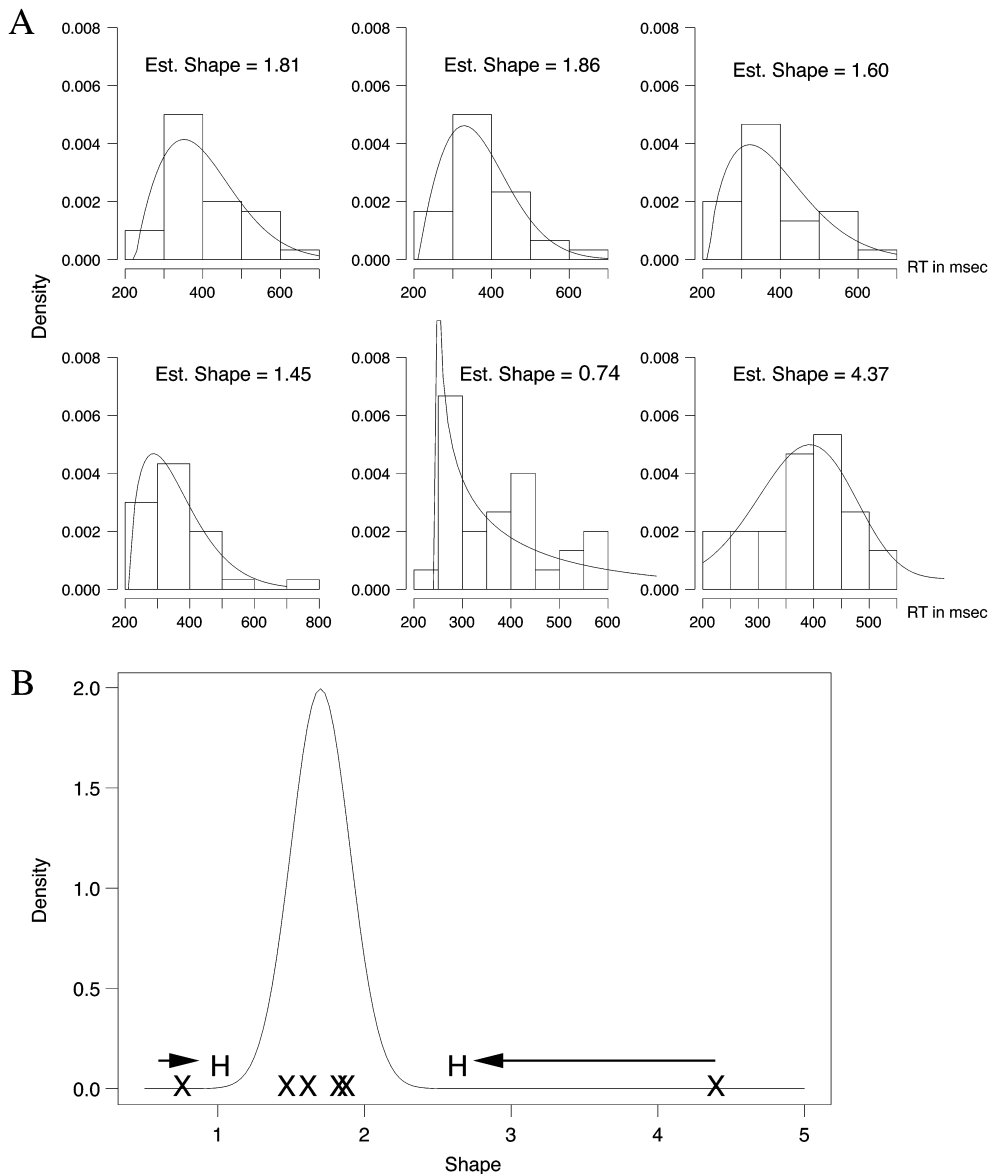 A
Est. Shape = 1.81
0.008
0.006
0.004
0.002
0.000
200 400 600
Est. Shape = 1.86
0.008
0.006
0.004
0.002
0.000
200 400 600
Est. Shape = 1.60
0.008
0.006
0.004
0.002
0.000
200 400 600
RT in msec
Density
Est. Shape = 1.45
0.008
0.006
0.004
0.002
0.000
200 400 600 800
Est. Shape = 0.74
0.008
0.006
0.004
0.002
0.000
200 300 400 500 600
Est. Shape = 4.37
0.008
0.006
0.004
0.002
0.000
200 300 400 500
RT in msec
B
2.0
1.5
1.0
0.5
0.0
Density
H H
X X X X X X
1 2 3 4 5
Shape